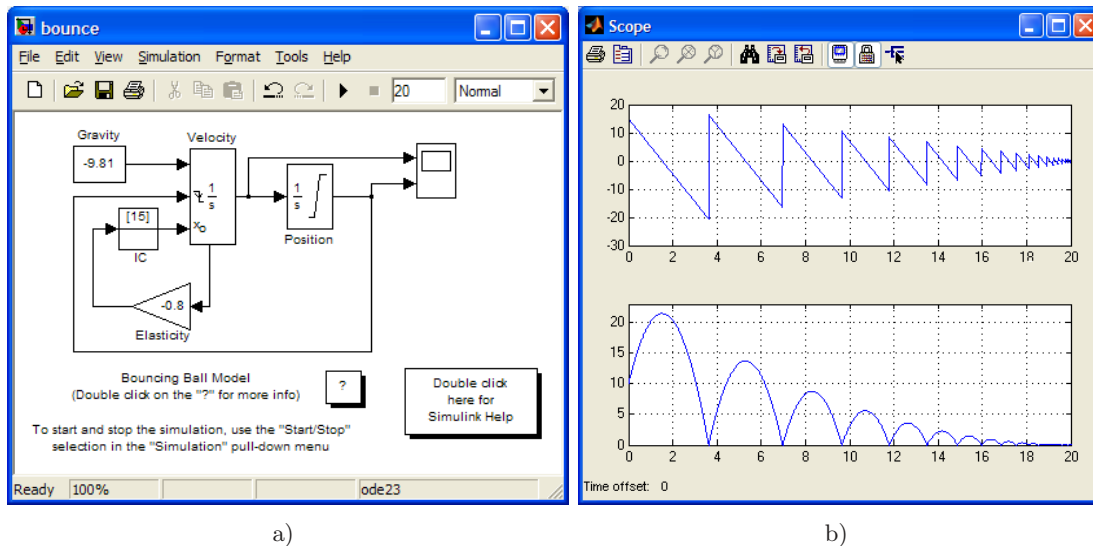 bounce
File Edit View Simulation Format Tools Help
20 Normal
Gravity
-9.81
Velocity
1
s
x₀
1
s
Position
[15]
IC
-0.8
Elasticity
Bouncing Ball Model
(Double click on the "?" for more info)
?
Double click
here for
Simulink Help
To start and stop the simulation, use the "Start/Stop"
selection in the "Simulation" pull-down menu
Ready 100% ode23
a)
Scope
20
10
0
-10
-20
-30
0 2 4 6 8 10 12 14 16 18 20
20
15
10
5
0
0 2 4 6 8 10 12 14 16 18 20
Time offset: 0
b)